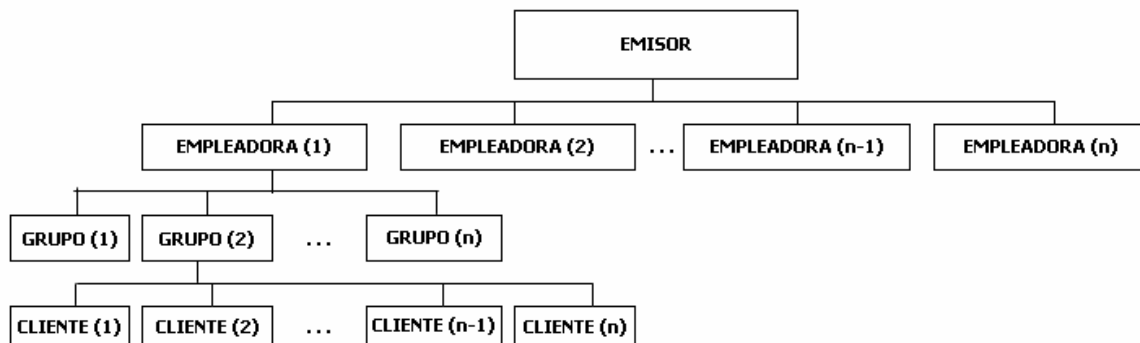 EMISOR
EMPLEADORA (1) EMPLEADORA (2) ... EMPLEADORA (n-1) EMPLEADORA (n)
GRUPO (1) GRUPO (2) ... GRUPO (n)
CLIENTE (1) CLIENTE (2) ... CLIENTE (n-1) CLIENTE (n)